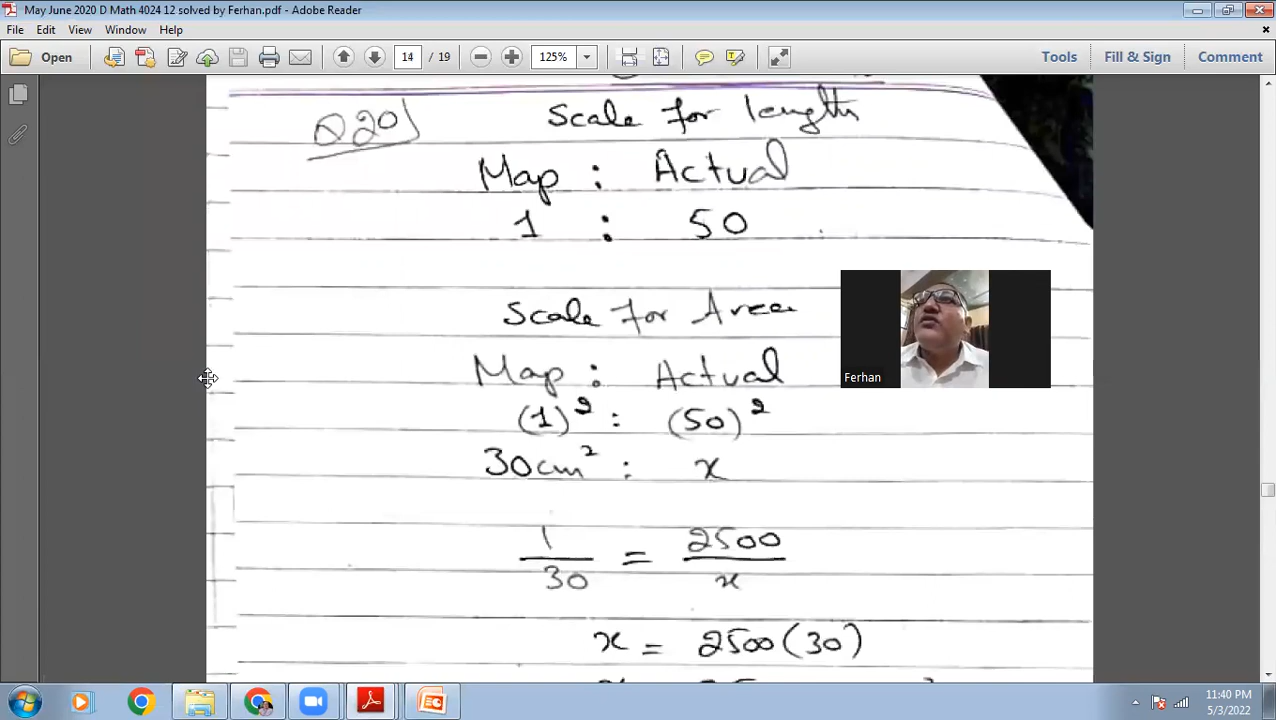 May June 2020 D Math 4024 12 solved by Ferhan.pdf - Adobe Reader
File Edit View Window Help
Open 14 / 19 125% Tools Fill & Sign Comment
Q20) Scale for length
Map : Actual
1 : 50
Scale for Area
Map : Actual
(1)² : (50)²
30cm² : x
1/30 = 2500/x
x = 2500(30)
Ferhan
11:40 PM
5/3/2022